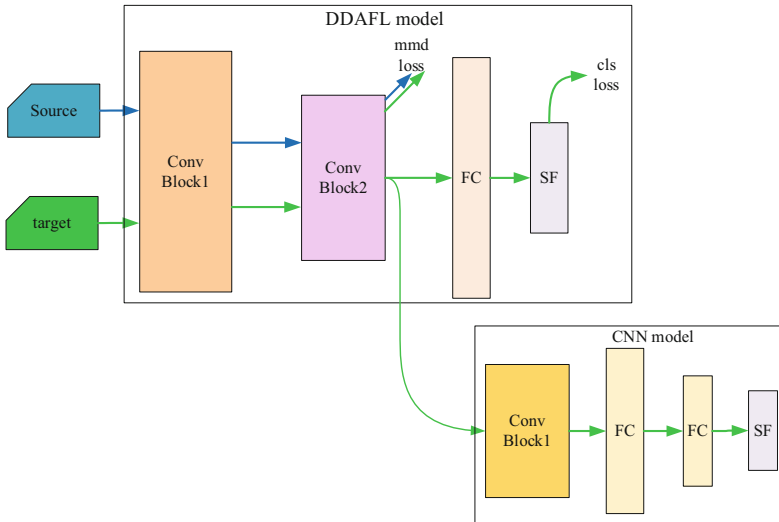 DDAFL model
mmd
loss
cls
loss
Source
target
Conv
Block1
Conv
Block2
FC
SF
CNN model
Conv
Block1
FC
FC
SF